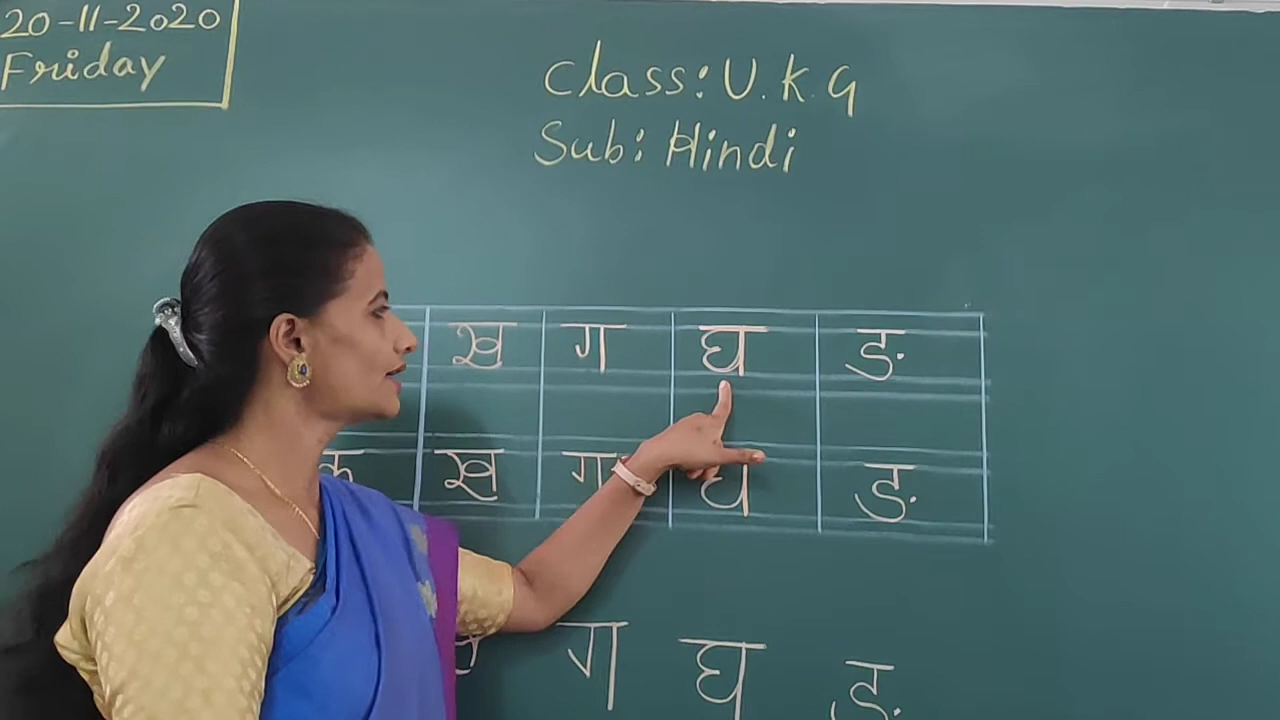 20-11-2020
Friday
Class: U.K.G
Sub: Hindi
ख ग घ ङ
क ख ग घ ङ
ग घ ङ